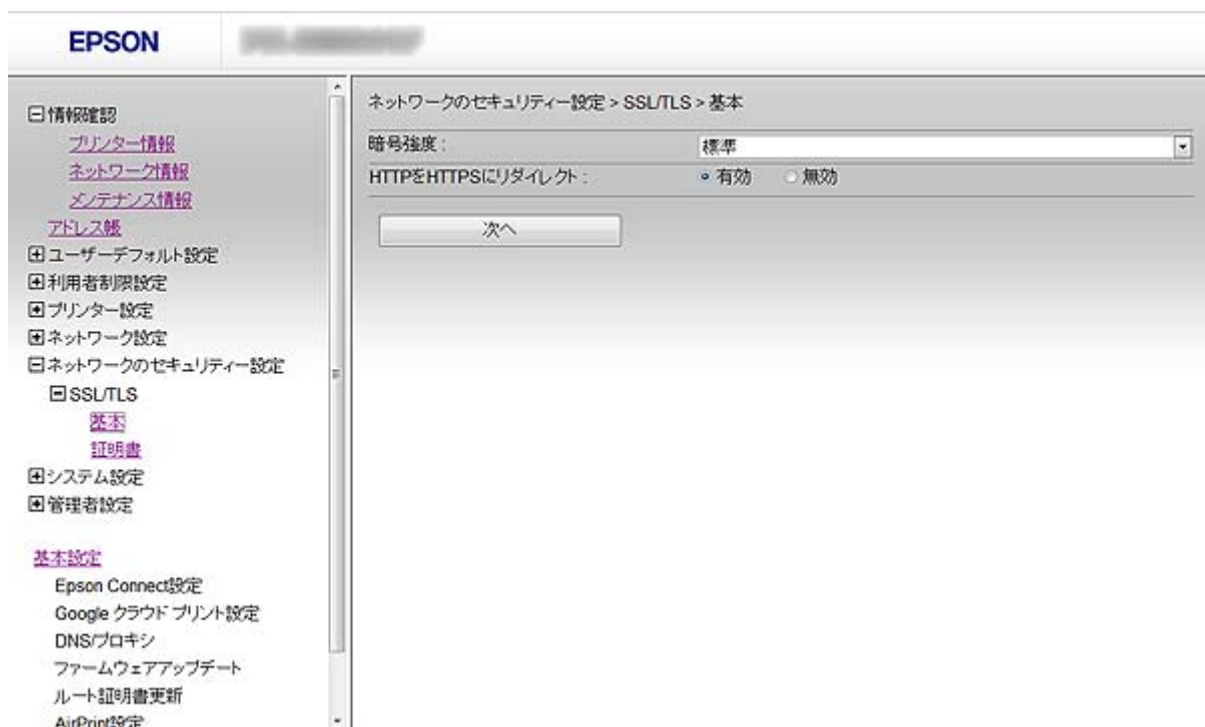 EPSON
情報確認
プリンター情報
ネットワーク情報
メンテナンス情報
アドレス帳
ユーザーデフォルト設定
利用者制限設定
プリンター設定
ネットワーク設定
ネットワークのセキュリティー設定
SSL/TLS
基本
証明書
システム設定
管理者設定
基本設定
Epson Connect設定
Google クラウド プリント設定
DNS/プロキシ
ファームウェアアップデート
ルート証明書更新
AirPrint設定
ネットワークのセキュリティー設定 > SSL/TLS > 基本
暗号強度 : 標準
HTTPをHTTPSにリダイレクト : 有効 無効
次へ